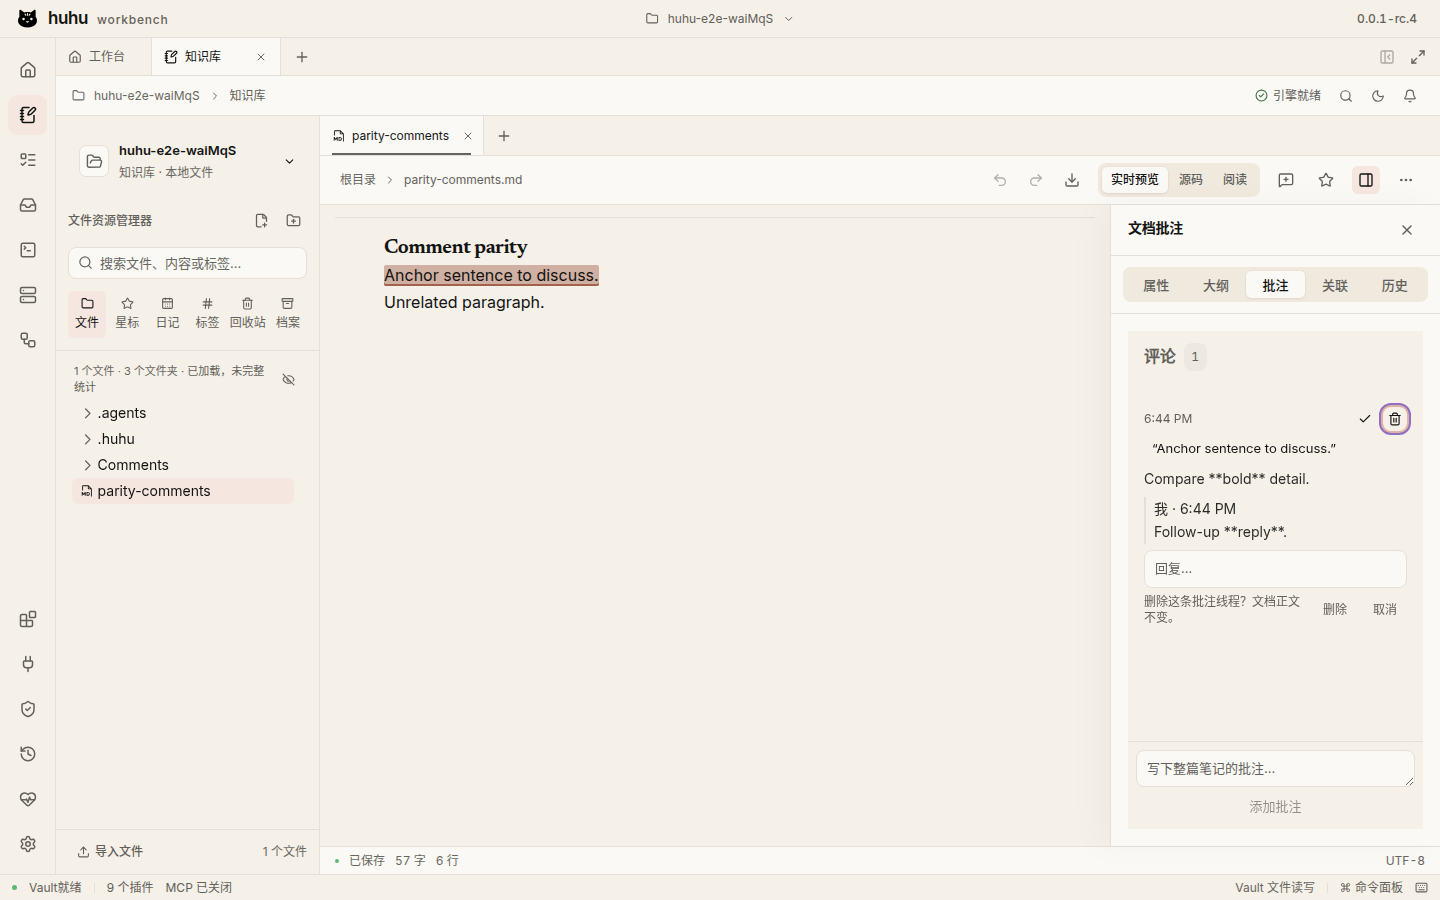 huhu workbench
huhu-e2e-waiMqS
0.0.1-rc.4
工作台
知识库
huhu-e2e-waiMqS
知识库
引擎就绪
huhu-e2e-waiMqS
知识库 · 本地文件
文件资源管理器
搜索文件、内容或标签...
文件
星标
日记
标签
回收站
档案
1 个文件 · 3 个文件夹 · 已加载，未完整
统计
.agents
.huhu
Comments
parity-comments
导入文件
1 个文件
parity-comments
根目录
parity-comments.md
实时预览
源码
阅读
Comment parity
Anchor sentence to discuss.
Unrelated paragraph.
文档批注
属性
大纲
批注
关联
历史
评论 1
6:44 PM
“Anchor sentence to discuss.”
Compare **bold** detail.
我 · 6:44 PM
Follow-up **reply**.
回复...
删除这条批注线程？文档正文
不变。
删除
取消
写下整篇笔记的批注...
添加批注
已保存 57 字 6 行
UTF-8
Vault就绪
9 个插件
MCP 已关闭
Vault 文件读写
⌘ 命令面板